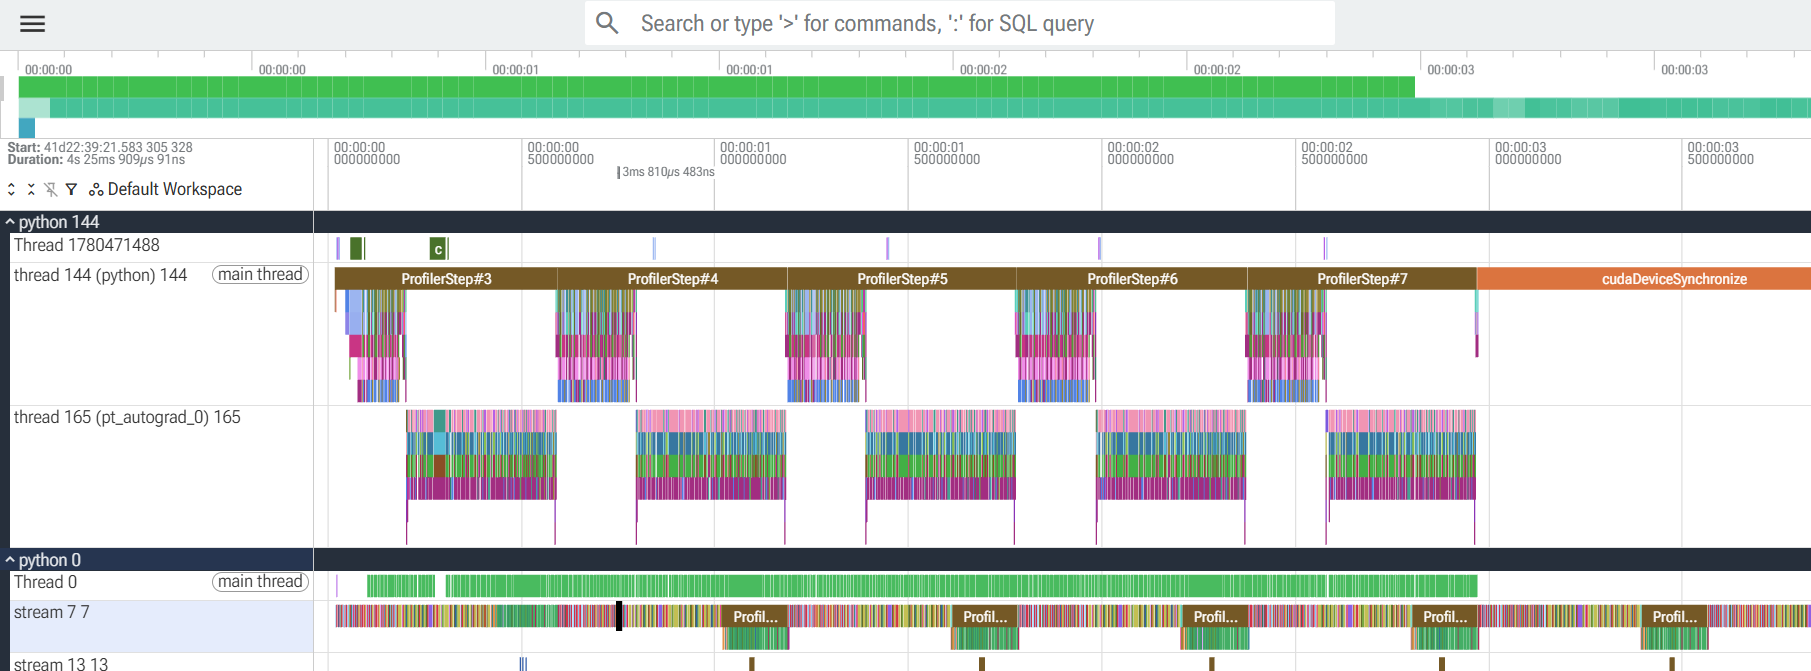 Search or type '>' for commands, ':' for SQL query
00:00:00 00:00:00 00:00:01 00:00:01 00:00:02 00:00:02 00:00:03 00:00:03
Start: 41d22:39:21.583 305 328
Duration: 4s 25ms 909µs 91ns
00:00:00 00:00:00 00:00:01 00:00:01 00:00:02 00:00:02 00:00:03 00:00:03
000000000 500000000 000000000 500000000 000000000 500000000 000000000 500000000
3ms 810µs 483ns
Default Workspace
python 144
Thread 1780471488
c
thread 144 (python) 144 main thread
ProfilerStep#3 ProfilerStep#4 ProfilerStep#5 ProfilerStep#6 ProfilerStep#7 cudaDeviceSynchronize
thread 165 (pt_autograd_0) 165
python 0
Thread 0 main thread
stream 7 7
Profil... Profil... Profil... Profil... Profil...
stream 13 13